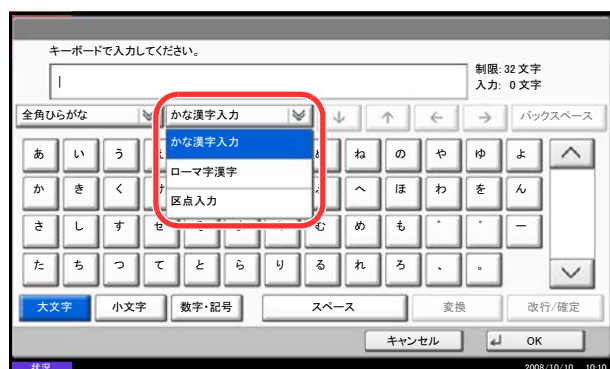 キーボードで入力してください。
制限: 32 文字
入力: 0 文字
全角ひらがな かな漢字入力 ↓ ↑ ← → バックスペース
かな漢字入力
ローマ字漢字
区点入力
あ い う ね の や ゆ よ
か き く へ ほ わ を ん
さ し す せ む め も ゛ ゜ ー
た ち つ て と ら り る れ ろ 、 。
大文字 小文字 数字・記号 スペース 変換 改行/確定
キャンセル OK
状況 2008/10/10 10:10